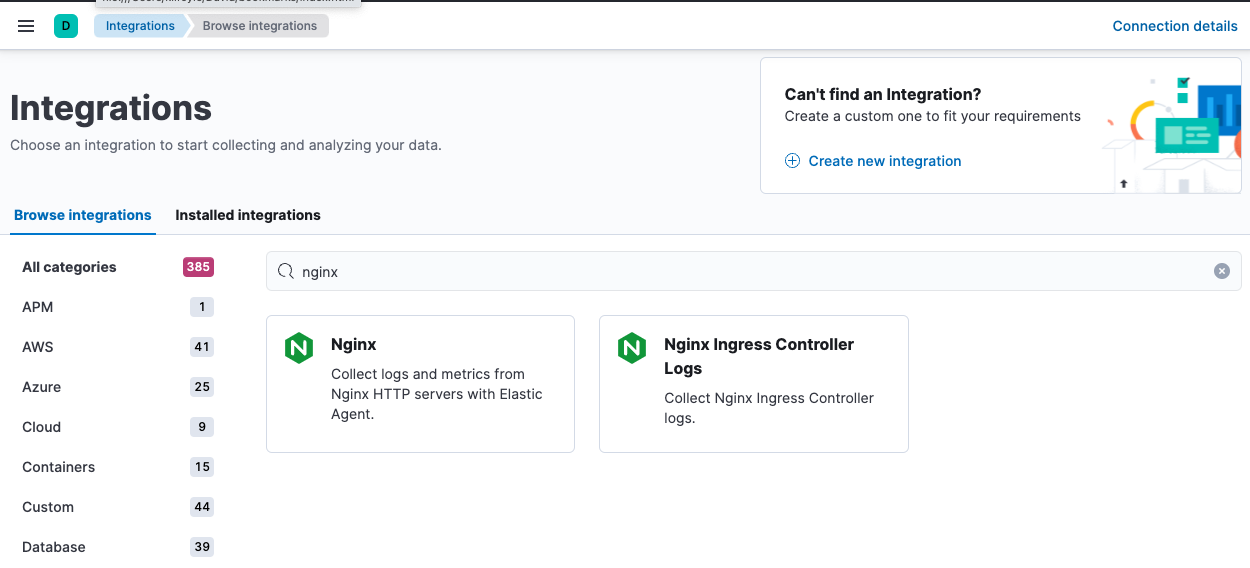 D
Integrations
Browse integrations
Connection details
Integrations
Choose an integration to start collecting and analyzing your data.
Can't find an Integration?
Create a custom one to fit your requirements
Create new integration
Browse integrations
Installed integrations
All categories 385
APM 1
AWS 41
Azure 25
Cloud 9
Containers 15
Custom 44
Database 39
nginx
Nginx
Collect logs and metrics from
Nginx HTTP servers with Elastic
Agent.
Nginx Ingress Controller
Logs
Collect Nginx Ingress Controller
logs.